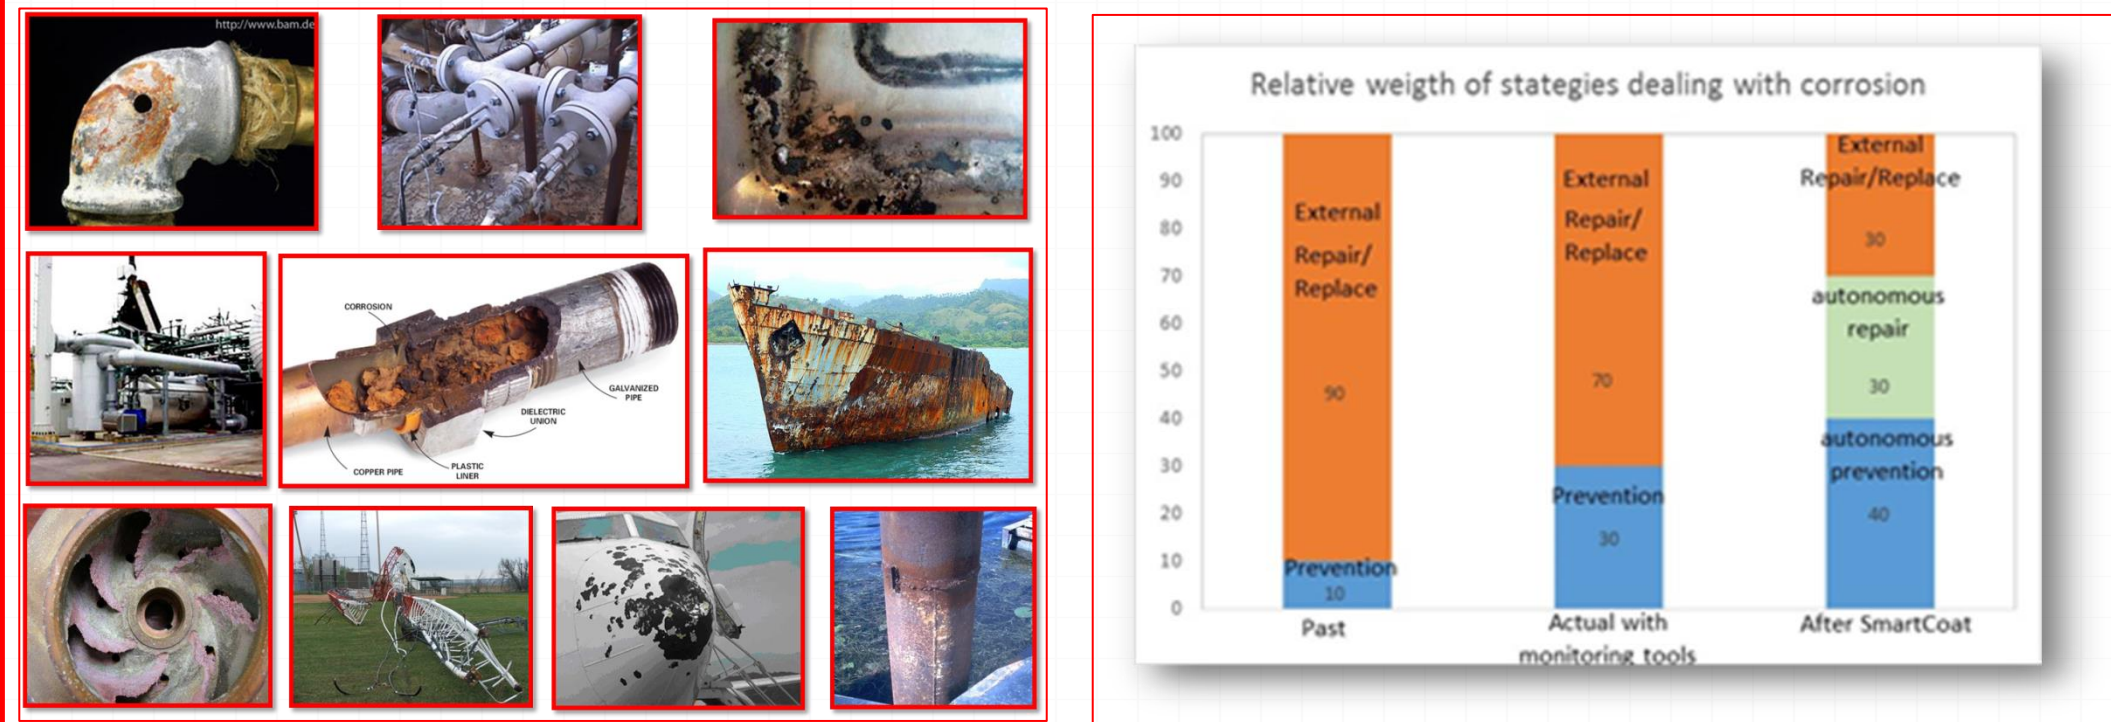 http://www.bam.de
CORROSION
GALVANIZED
PIPE
DIELECTRIC
UNION
COPPER PIPE
PLASTIC
LINER
Relative weigth of stategies dealing with corrosion
100
90
80
70
60
50
40
30
20
10
0
External
Repair/
Replace
90
Prevention
10
Past
External
Repair/
Replace
70
Prevention
30
Actual with
monitoring tools
External
Repair/Replace
30
autonomous
repair
30
autonomous
prevention
40
After SmartCoat